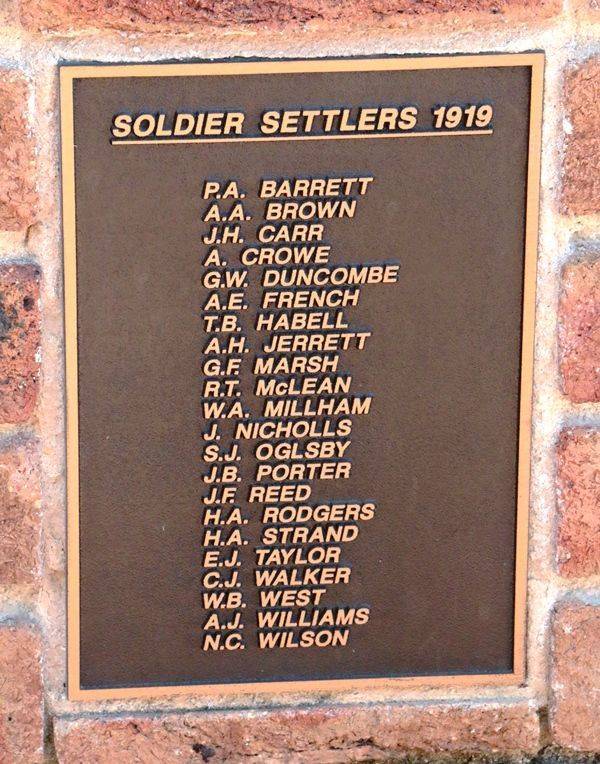 SOLDIER SETTLERS 1919
P.A. BARRETT
A.A. BROWN
J.H. CARR
A. CROWE
G.W. DUNCOMBE
A.E. FRENCH
T.B. HABELL
A.H. JERRETT
G.F. MARSH
R.T. McLEAN
W.A. MILLHAM
J. NICHOLLS
S.J. OGLSBY
J.B. PORTER
J.F. REED
H.A. RODGERS
H.A. STRAND
E.J. TAYLOR
C.J. WALKER
W.B. WEST
A.J. WILLIAMS
N.C. WILSON